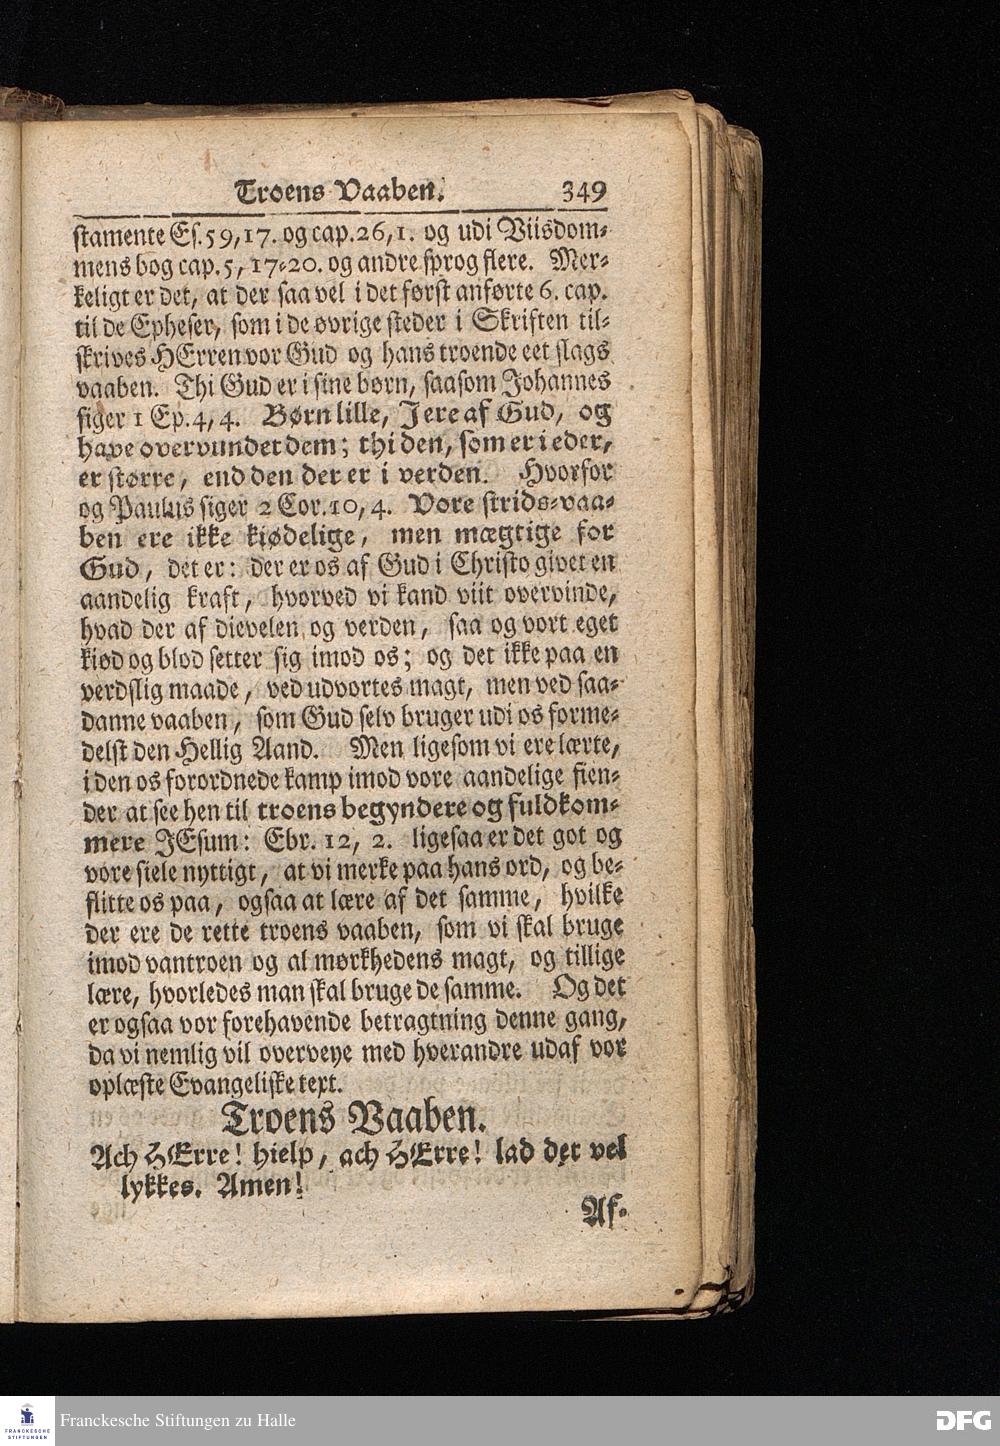 Troens Vaaben. 349
stamente Es. 59, 17. og cap. 26, 1. og udi Viisdom-
mens bog cap. 5, 17-20. og andre sprog flere. Mer-
keligt er det, at der saa vel i det først anførte 6. cap.
til de Epheser, som i de øvrige steder i Skriften til-
skrives HErren vor Gud og hans troende eet slags
vaaben. Thi Gud er i sine børn, saasom Johannes
siger 1 Ep. 4, 4. Børn lille, I ere af Gud, og
have overvundet dem; thi den, som er i eder,
er større, end den der er i verden. Hvorfor
og Paulus siger 2 Cor. 10, 4. Vore strids-vaa-
ben ere ikke kiødelige, men mægtige for
Gud, det er: der er os af Gud i Christo givet en
aandelig kraft, hvorved vi kand viit overvinde,
hvad der af dievelen og verden, saa og vort eget
kiød og blod setter sig imod os; og det ikke paa en
verdslig maade, ved udvortes magt, men ved saa-
danne vaaben, som Gud selv bruger udi os forme-
delst den Hellig Aand. Men ligesom vi ere lærte,
i den os forordnede kamp imod vore aandelige fien-
der at see hen til troens begyndere og fuldkom-
mere JEsum: Ebr. 12, 2. ligesaa er det got og
vore siele nyttigt, at vi merke paa hans ord, og be-
flitte os paa, ogsaa at lære af det samme, hvilke
der ere de rette troens vaaben, som vi skal bruge
imod vantroen og al mørkhedens magt, og tillige
lære, hvorledes man skal bruge de samme. Og det
er ogsaa vor forehavende betragtning denne gang,
da vi nemlig vil overveye med hverandre udaf vor
oplæste Evangeliske text.
Troens Vaaben.
Ach HErre! hielp, ach HErre! lad det vel
lykkes. Amen!
Af-
FRANCKESCHE
STIFTUNGEN
Franckesche Stiftungen zu Halle
DFG